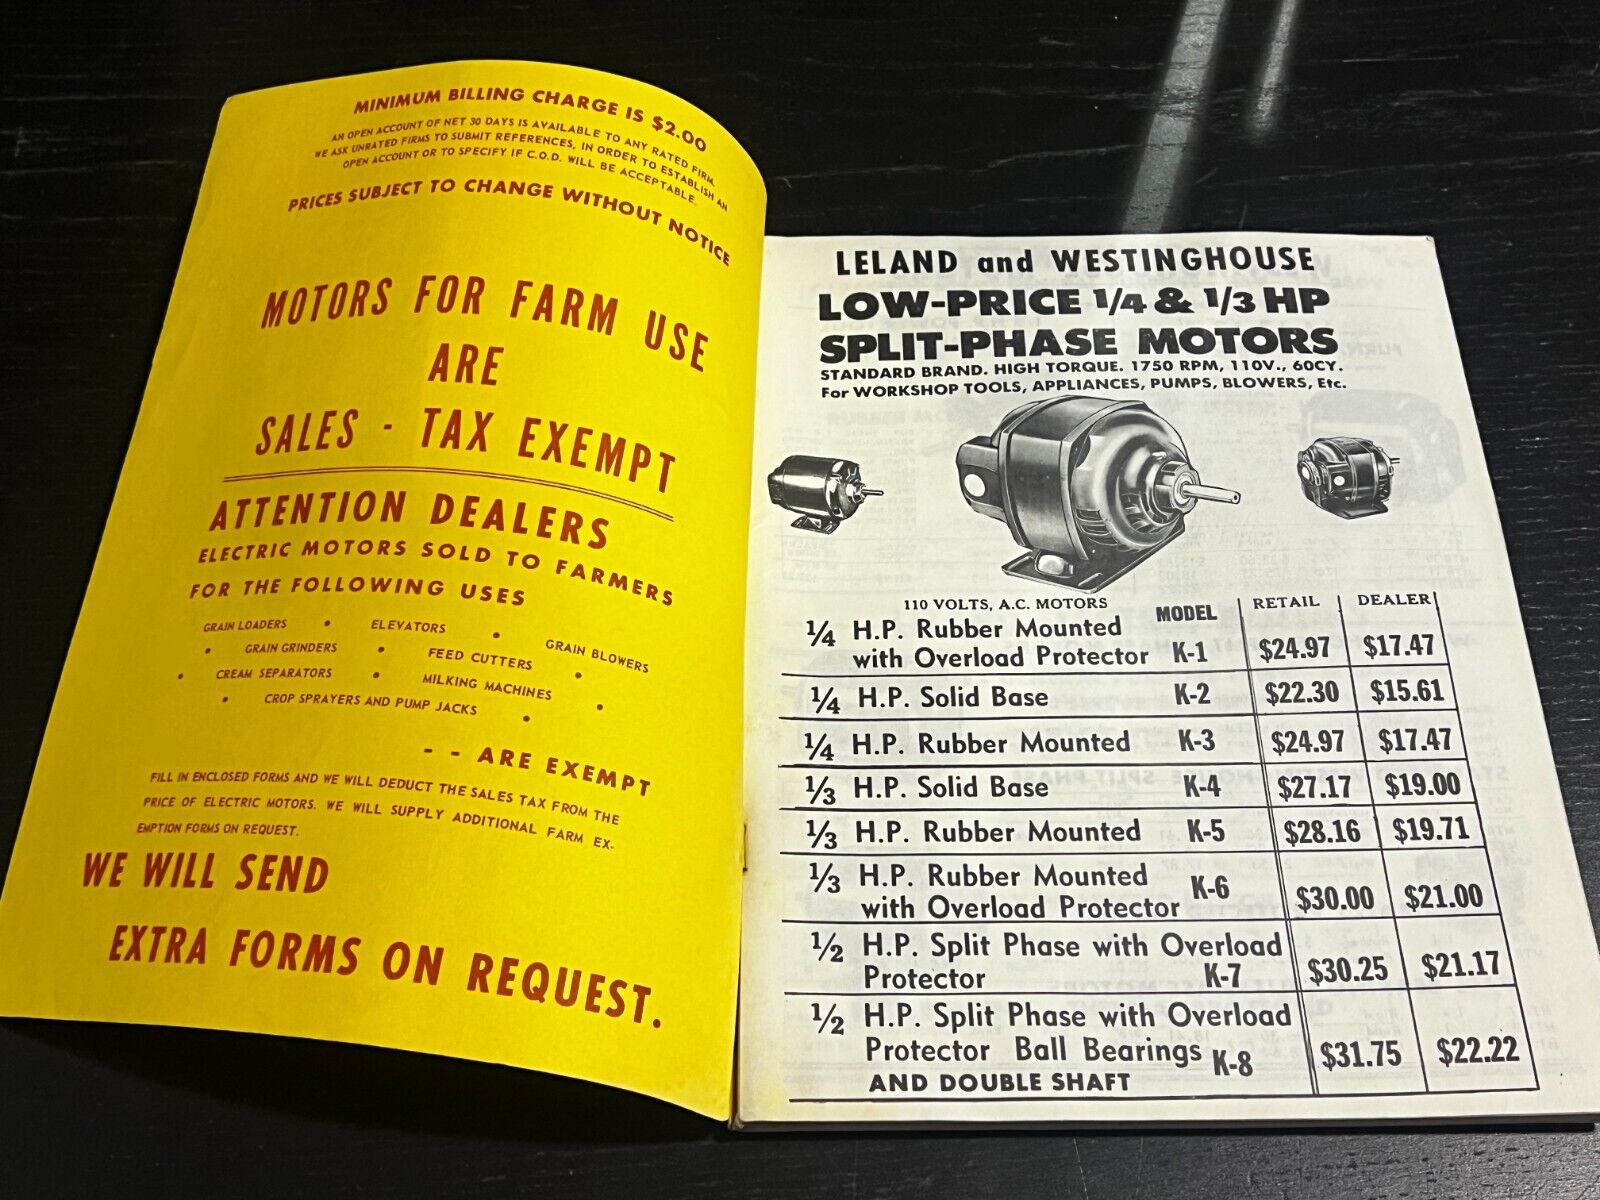 MINIMUM BILLING CHARGE IS $2.00
AN OPEN ACCOUNT OF NET 30 DAYS IS AVAILABLE TO ANY RATED FIRM.
WE ASK UNRATED FIRMS TO SUBMIT REFERENCES, IN ORDER TO ESTABLISH AN
OPEN ACCOUNT OR TO SPECIFY IF C.O.D. WILL BE ACCEPTABLE.
PRICES SUBJECT TO CHANGE WITHOUT NOTICE
MOTORS FOR FARM USE
ARE
SALES - TAX EXEMPT
ATTENTION DEALERS
ELECTRIC MOTORS SOLD TO FARMERS
FOR THE FOLLOWING USES
GRAIN LOADERS • ELEVATORS • GRAIN BLOWERS
• GRAIN GRINDERS • FEED CUTTERS •
• CREAM SEPARATORS • MILKING MACHINES •
• CROP SPRAYERS AND PUMP JACKS •
- - ARE EXEMPT
FILL IN ENCLOSED FORMS AND WE WILL DEDUCT THE SALES TAX FROM THE
PRICE OF ELECTRIC MOTORS. WE WILL SUPPLY ADDITIONAL FARM EX-
EMPTION FORMS ON REQUEST.
WE WILL SEND
EXTRA FORMS ON REQUEST.
LELAND and WESTINGHOUSE
LOW-PRICE 1/4 & 1/3 HP
SPLIT-PHASE MOTORS
STANDARD BRAND. HIGH TORQUE. 1750 RPM, 110V., 60CY.
For WORKSHOP TOOLS, APPLIANCES, PUMPS, BLOWERS, Etc.
110 VOLTS, A.C. MOTORS MODEL RETAIL DEALER
1/4 H.P. Rubber Mounted
with Overload Protector K-1 $24.97 $17.47
1/4 H.P. Solid Base K-2 $22.30 $15.61
1/4 H.P. Rubber Mounted K-3 $24.97 $17.47
1/3 H.P. Solid Base K-4 $27.17 $19.00
1/3 H.P. Rubber Mounted K-5 $28.16 $19.71
1/3 H.P. Rubber Mounted
with Overload Protector K-6 $30.00 $21.00
1/2 H.P. Split Phase with Overload
Protector K-7 $30.25 $21.17
1/2 H.P. Split Phase with Overload
Protector Ball Bearings K-8 $31.75 $22.22
AND DOUBLE SHAFT